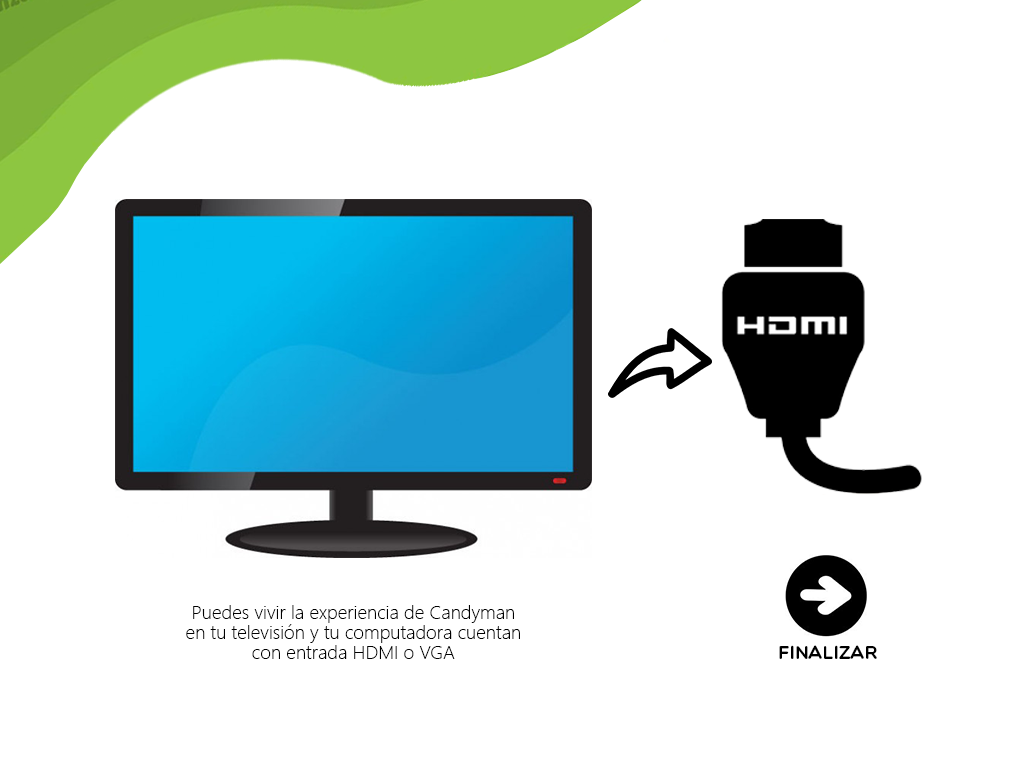 HDMI
Puedes vivir la experiencia de Candyman
en tu televisión y tu computadora cuentan
con entrada HDMI o VGA
FINALIZAR